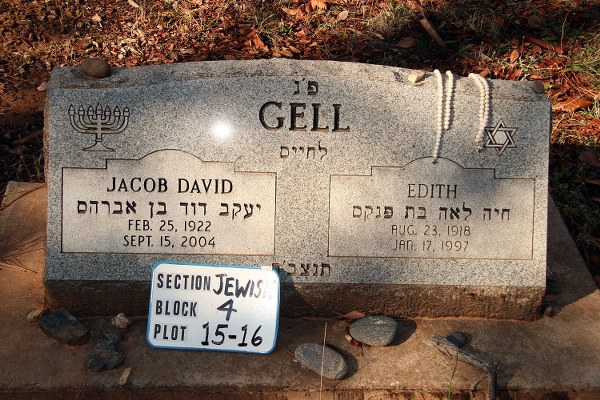 פ'נ
GELL
לחיים
JACOB DAVID
יעקב דוד בן אברהם
FEB. 25, 1922
SEPT. 15, 2004
EDITH
חיה לאה בת פנקס
AUG. 23, 1918
JAN. 17, 1997
תנצב'ה
SECTION JEWISH
BLOCK 4
PLOT 15-16